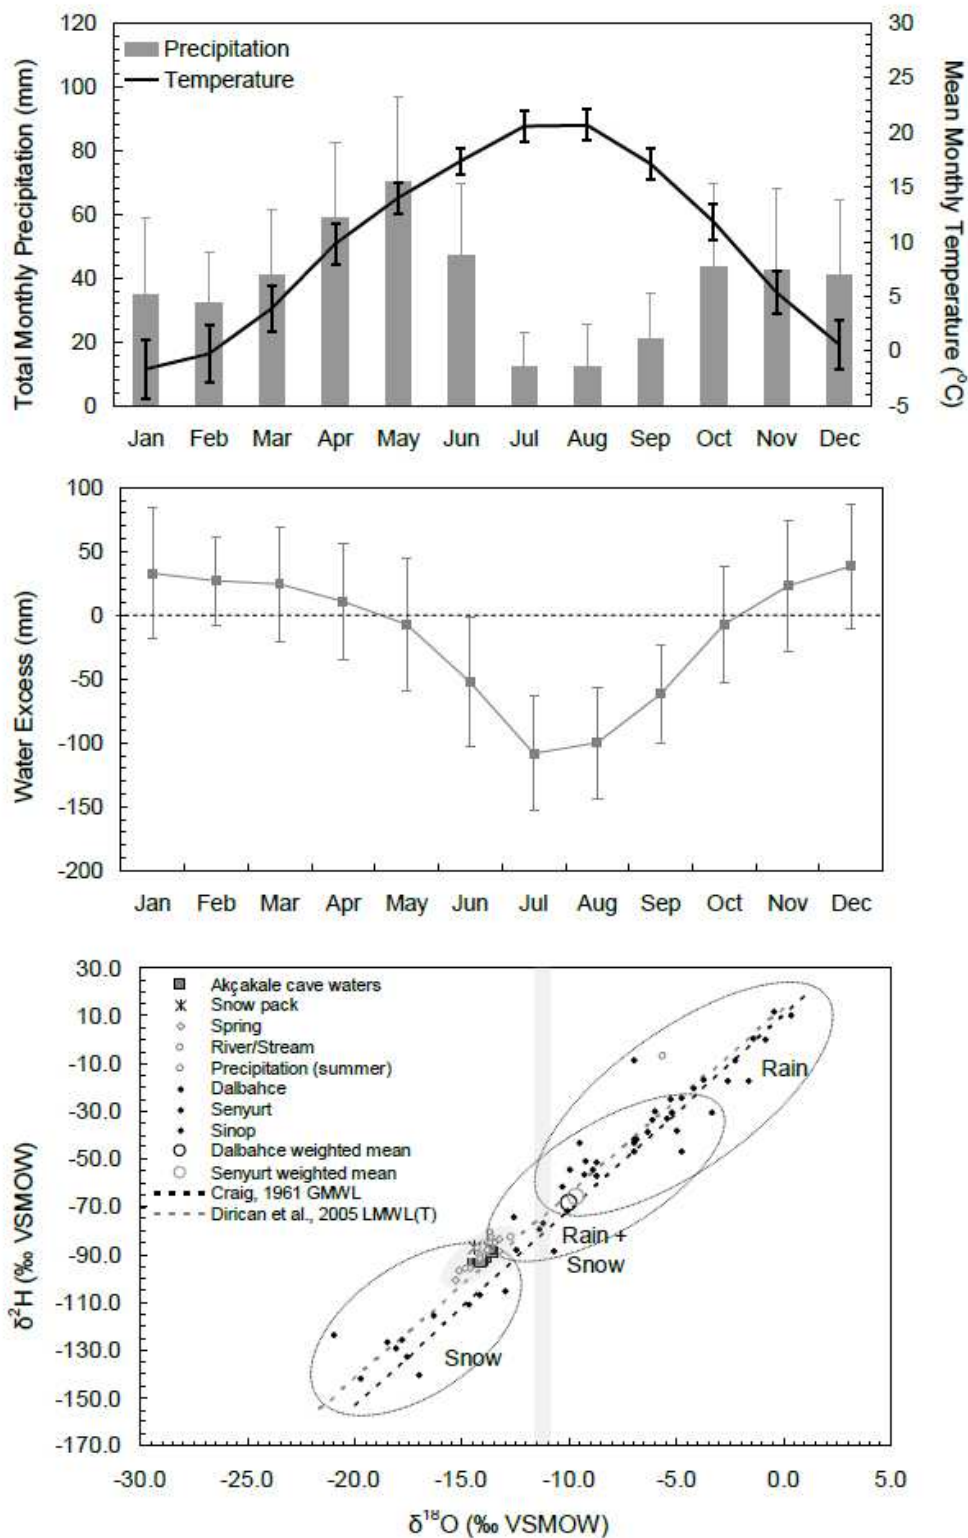 120
100
80
60
40
20
0
Total Monthly Precipitation (mm)
Precipitation
Temperature
30
25
20
15
10
5
0
-5
Mean Monthly Temperature (°C)
Jan Feb Mar Apr May Jun Jul Aug Sep Oct Nov Dec
100
50
0
-50
-100
-150
-200
Water Excess (mm)
Jan Feb Mar Apr May Jun Jul Aug Sep Oct Nov Dec
30.0
10.0
-10.0
-30.0
-50.0
-70.0
-90.0
-110.0
-130.0
-150.0
-170.0
δ²H (‰ VSMOW)
Akçakale cave waters
Snow pack
Spring
River/Stream
Precipitation (summer)
Dalbahce
Senyurt
Sinop
Dalbahce weighted mean
Senyurt weighted mean
Craig, 1961 GMWL
Dirican et al., 2005 LMWL(T)
Rain
Rain +
Snow
Snow
-30.0 -25.0 -20.0 -15.0 -10.0 -5.0 0.0 5.0
δ¹⁸O (‰ VSMOW)